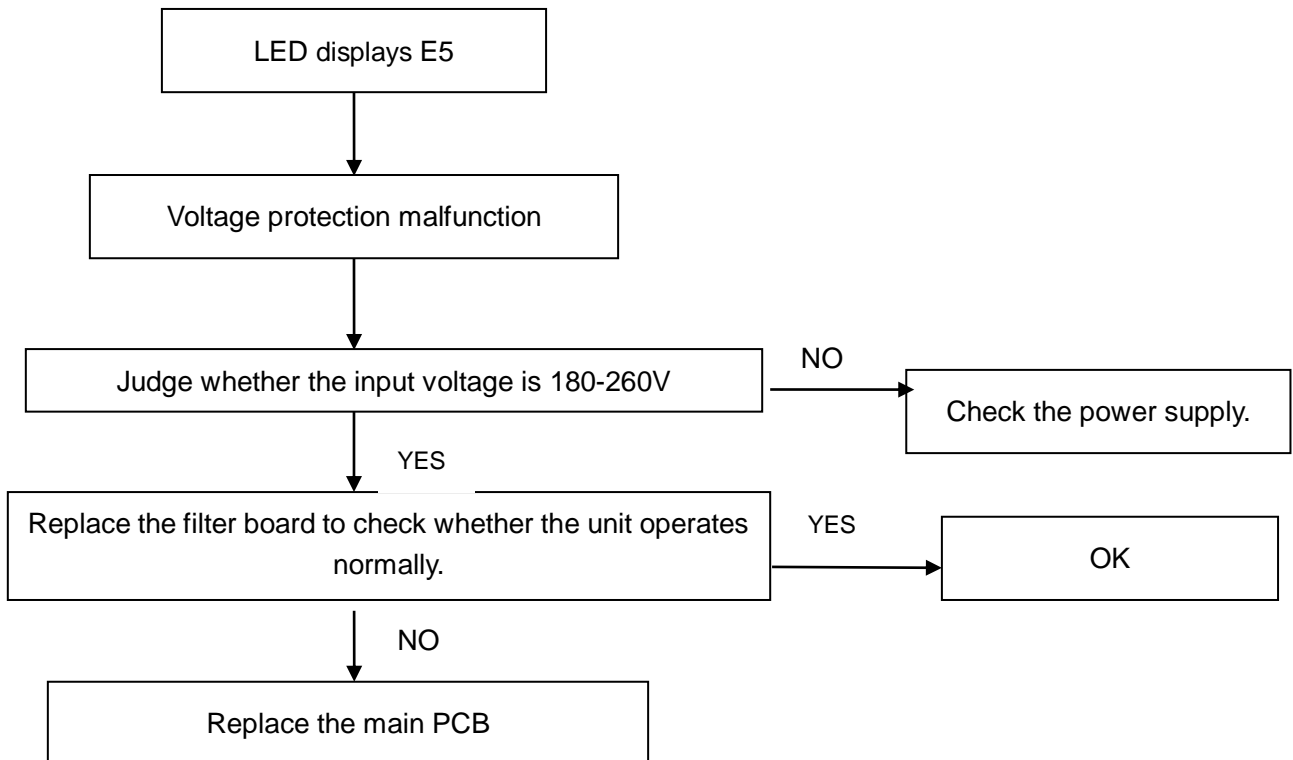 LED displays E5
Voltage protection malfunction
Judge whether the input voltage is 180-260V
NO
Check the power supply.
YES
Replace the filter board to check whether the unit operates
normally.
YES
OK
NO
Replace the main PCB